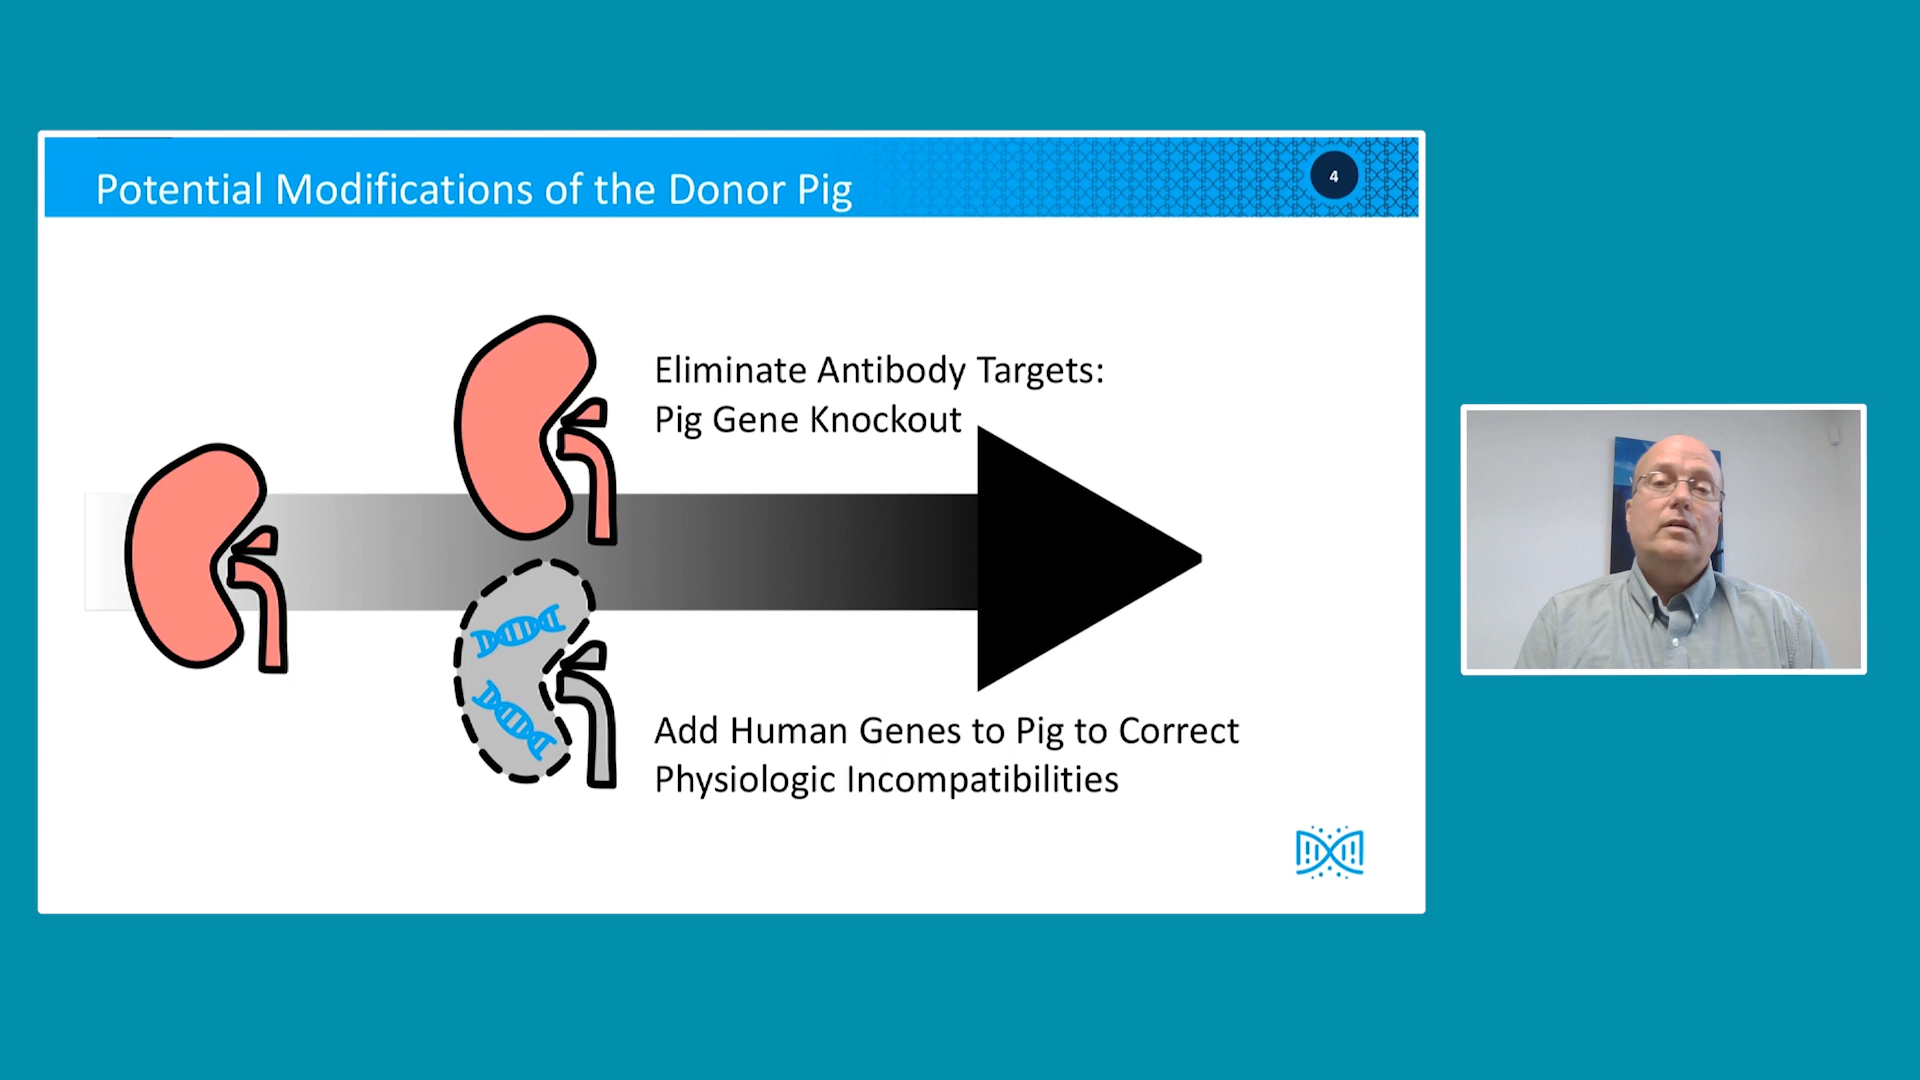 Potential Modifications of the Donor Pig
4
Eliminate Antibody Targets:
Pig Gene Knockout
Add Human Genes to Pig to Correct
Physiologic Incompatibilities